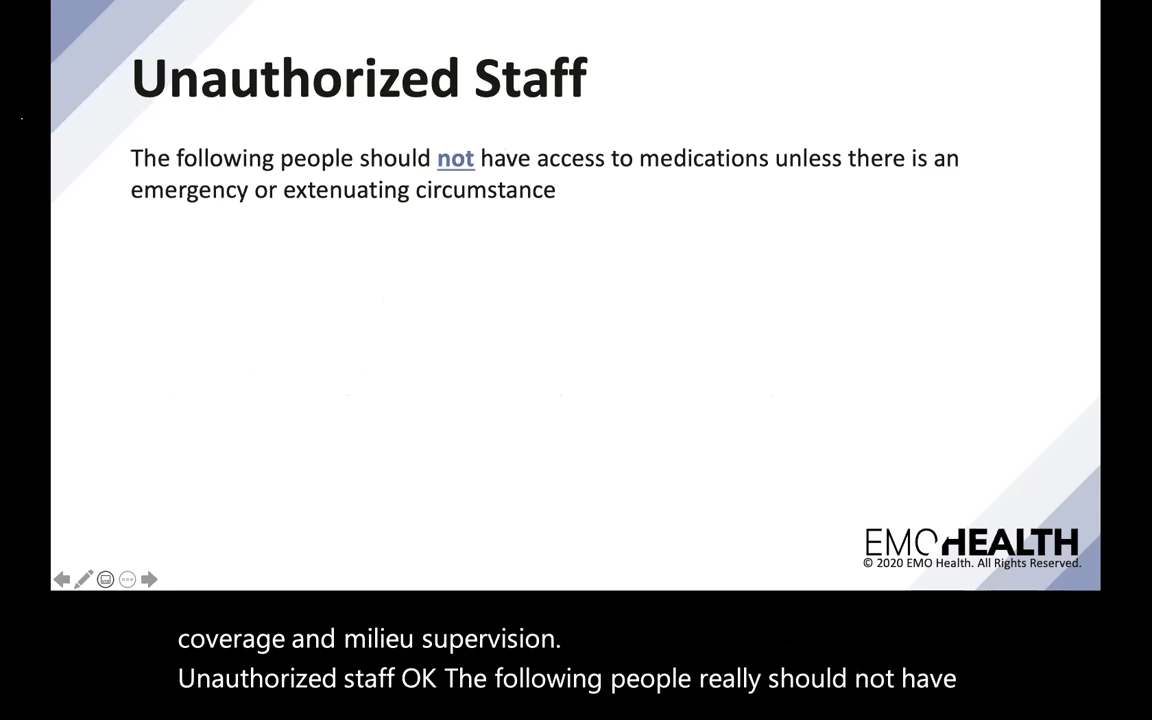 Unauthorized Staff
The following people should not have access to medications unless there is an
emergency or extenuating circumstance
EMOHEALTH
© 2020 EMO Health. All Rights Reserved.
coverage and milieu supervision.
Unauthorized staff OK The following people really should not have